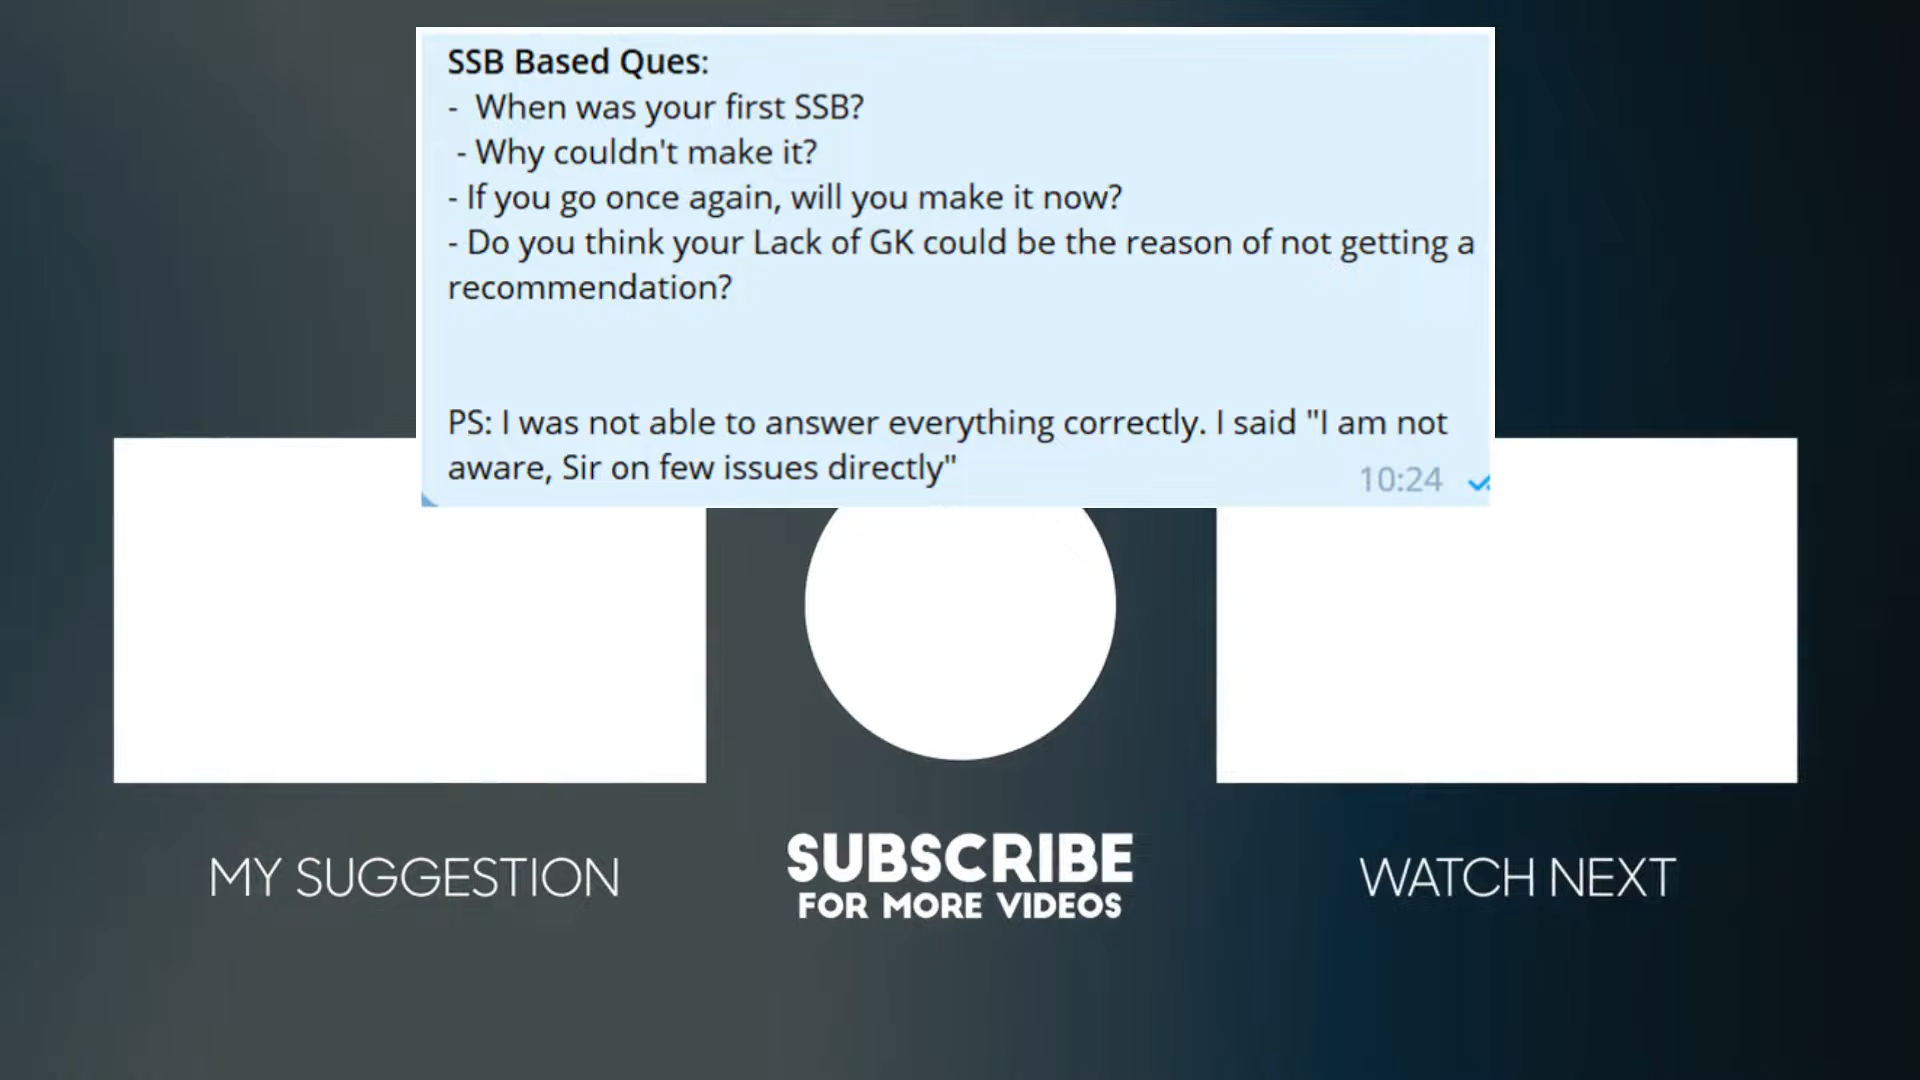 SSB Based Ques:
- When was your first SSB?
- Why couldn't make it?
- If you go once again, will you make it now?
- Do you think your Lack of GK could be the reason of not getting a
recommendation?
PS: I was not able to answer everything correctly. I said "I am not
aware, Sir on few issues directly"
10:24
MY SUGGESTION
SUBSCRIBE
FOR MORE VIDEOS
WATCH NEXT